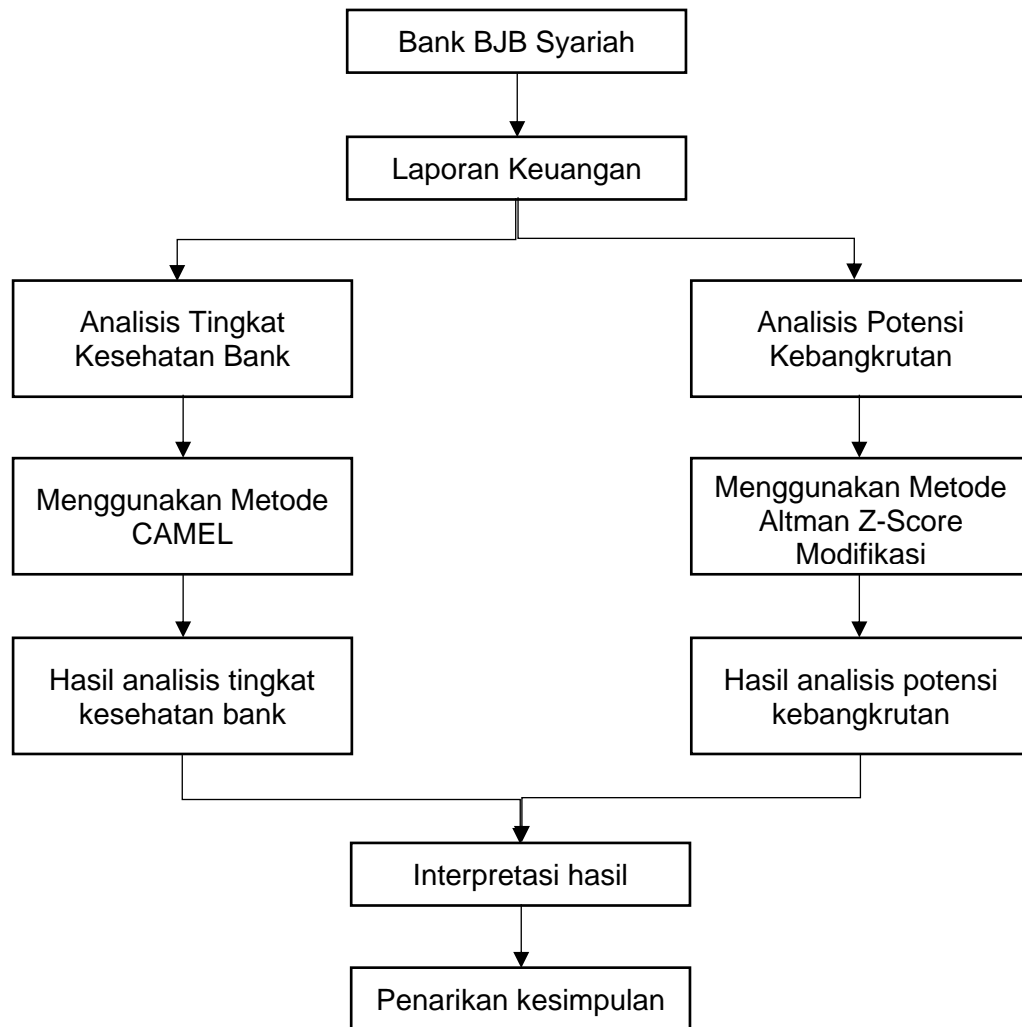 Bank BJB Syariah
Laporan Keuangan
Analisis Tingkat
Kesehatan Bank
Analisis Potensi
Kebangkrutan
Menggunakan Metode
CAMEL
Menggunakan Metode
Altman Z-Score
Modifikasi
Hasil analisis tingkat
kesehatan bank
Hasil analisis potensi
kebangkrutan
Interpretasi hasil
Penarikan kesimpulan